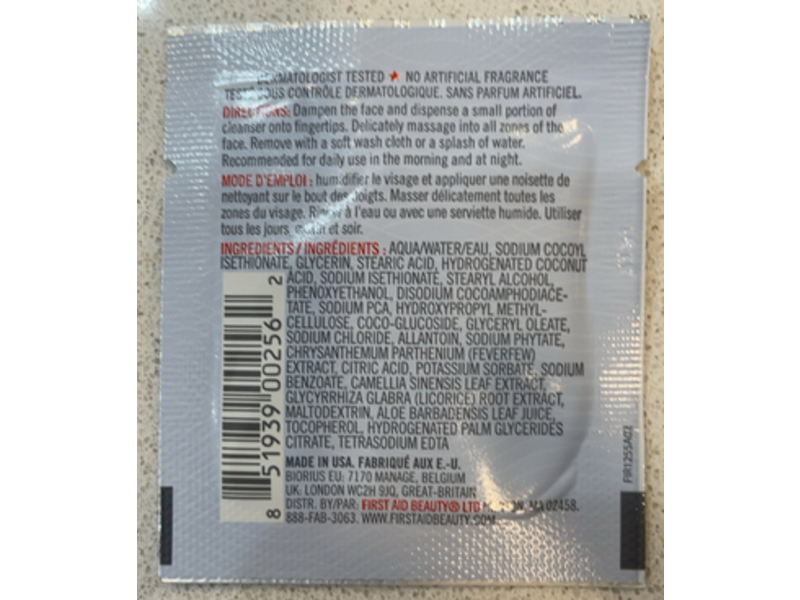 DERMATOLOGIST TESTED ★ NO ARTIFICIAL FRAGRANCE
TESTÉ SOUS CONTRÔLE DERMATOLOGIQUE. SANS PARFUM ARTIFICIEL.
DIRECTIONS: Dampen the face and dispense a small portion of
cleanser onto fingertips. Delicately massage into all zones of the
face. Remove with a soft wash cloth or a splash of water.
Recommended for daily use in the morning and at night.
MODE D'EMPLOI : humidifier le visage et appliquer une noisette de
nettoyant sur le bout des doigts. Masser délicatement toutes les
zones du visage. Rincer à l'eau ou avec une serviette humide. Utiliser
tous les jours, matin et soir.
INGREDIENTS / INGRÉDIENTS : AQUA/WATER/EAU, SODIUM COCOYL
ISETHIONATE, GLYCERIN, STEARIC ACID, HYDROGENATED COCONUT
ACID, SODIUM ISETHIONATE, STEARYL ALCOHOL,
PHENOXYETHANOL, DISODIUM COCOAMPHODIACE-
TATE, SODIUM PCA, HYDROXYPROPYL METHYL-
CELLULOSE, COCO-GLUCOSIDE, GLYCERYL OLEATE,
SODIUM CHLORIDE, ALLANTOIN, SODIUM PHYTATE,
CHRYSANTHEMUM PARTHENIUM (FEVERFEW)
EXTRACT, CITRIC ACID, POTASSIUM SORBATE, SODIUM
BENZOATE, CAMELLIA SINENSIS LEAF EXTRACT,
GLYCYRRHIZA GLABRA (LICORICE) ROOT EXTRACT,
MALTODEXTRIN, ALOE BARBADENSIS LEAF JUICE,
TOCOPHEROL, HYDROGENATED PALM GLYCERIDES
CITRATE, TETRASODIUM EDTA
MADE IN USA. FABRIQUÉ AUX E.-U.
BIORIUS EU: 7170 MANAGE, BELGIUM
UK: LONDON WC2H 9JQ, GREAT-BRITAIN
DISTR. BY/PAR: FIRST AID BEAUTY® LTD MA 02458.
888-FAB-3063. WWW.FIRSTAIDBEAUTY.COM
8 51939 00256 2
FIR1255A02